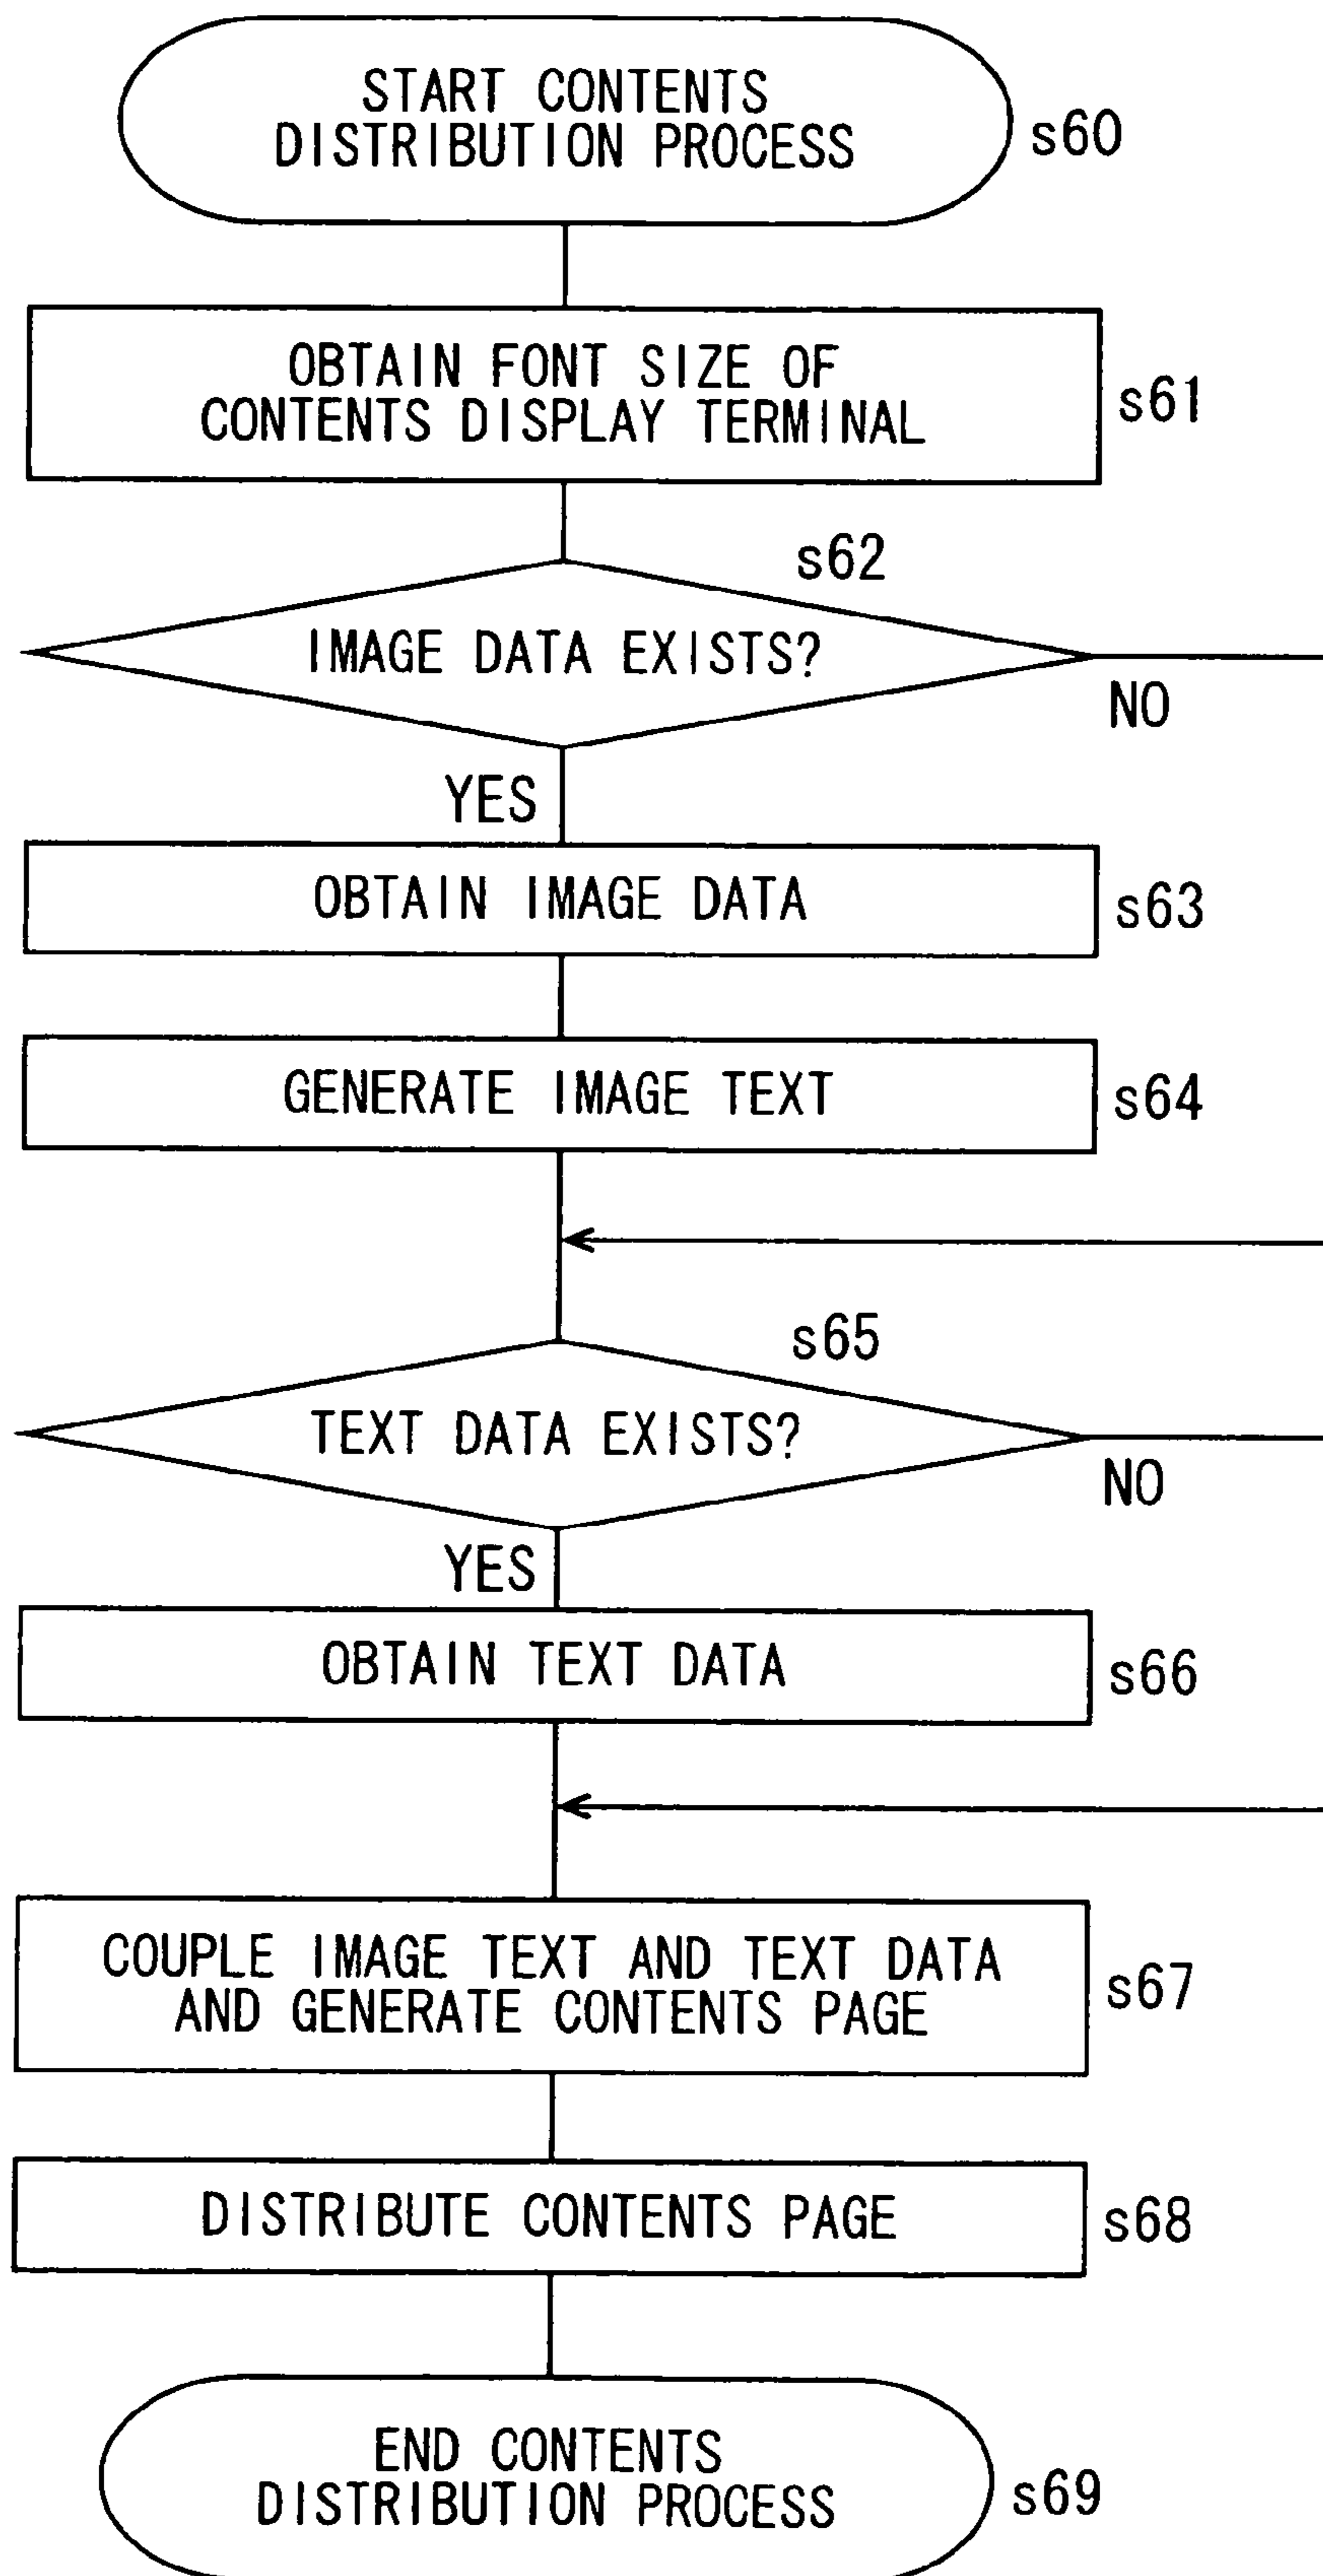 START CONTENTS
DISTRIBUTION PROCESS
s60
OBTAIN FONT SIZE OF
CONTENTS DISPLAY TERMINAL
s61
s62
IMAGE DATA EXISTS?
NO
YES
OBTAIN IMAGE DATA
s63
GENERATE IMAGE TEXT
s64
s65
TEXT DATA EXISTS?
NO
YES
OBTAIN TEXT DATA
s66
COUPLE IMAGE TEXT AND TEXT DATA
AND GENERATE CONTENTS PAGE
s67
DISTRIBUTE CONTENTS PAGE
s68
END CONTENTS
DISTRIBUTION PROCESS
s69